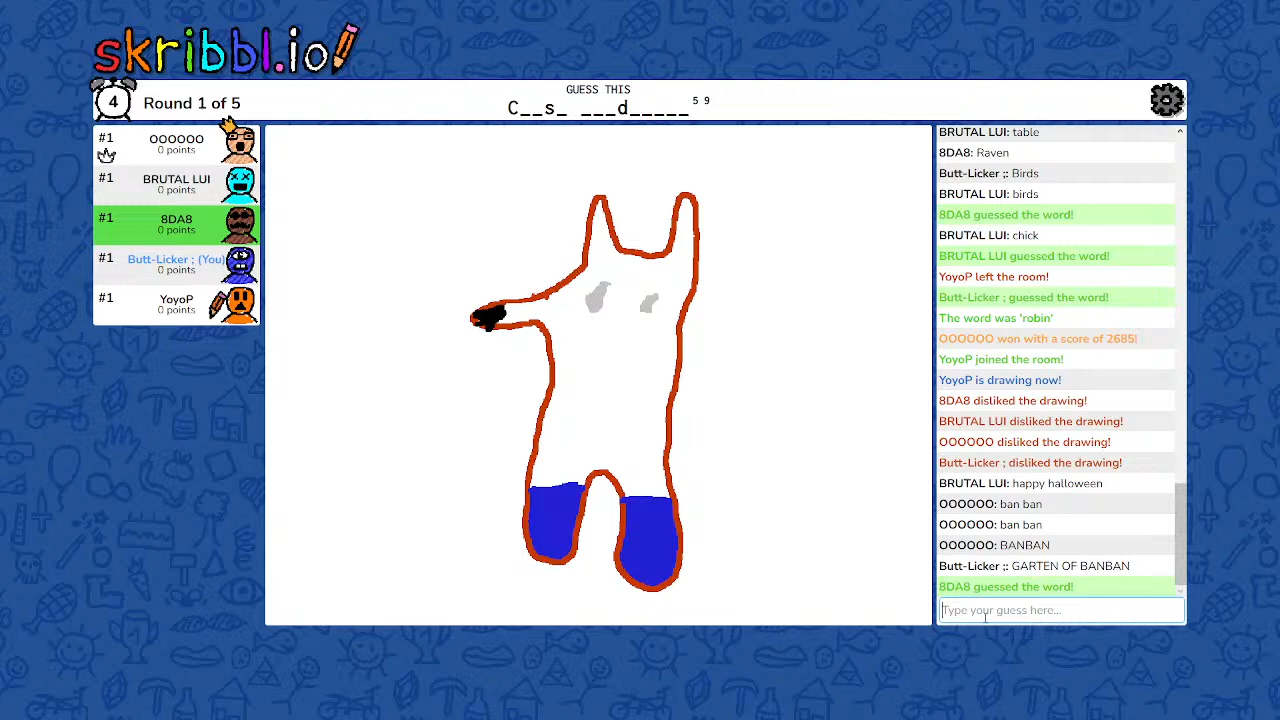 skribbl.io
4
Round 1 of 5
GUESS THIS
C__s_ ___d_____ 5 9
#1
OOOOOO
0 points
#1
BRUTAL LUI
0 points
#1
8DA8
0 points
#1
Butt-Licker ; (You)
0 points
#1
YoyoP
0 points
BRUTAL LUI: table
8DA8: Raven
Butt-Licker ;: Birds
BRUTAL LUI: birds
8DA8 guessed the word!
BRUTAL LUI: chick
BRUTAL LUI guessed the word!
YoyoP left the room!
Butt-Licker ; guessed the word!
The word was 'robin'
OOOOOO won with a score of 2685!
YoyoP joined the room!
YoyoP is drawing now!
8DA8 disliked the drawing!
BRUTAL LUI disliked the drawing!
OOOOOO disliked the drawing!
Butt-Licker ; disliked the drawing!
BRUTAL LUI: happy halloween
OOOOOO: ban ban
OOOOOO: ban ban
OOOOOO: BANBAN
Butt-Licker ;: GARTEN OF BANBAN
8DA8 guessed the word!
Type your guess here...